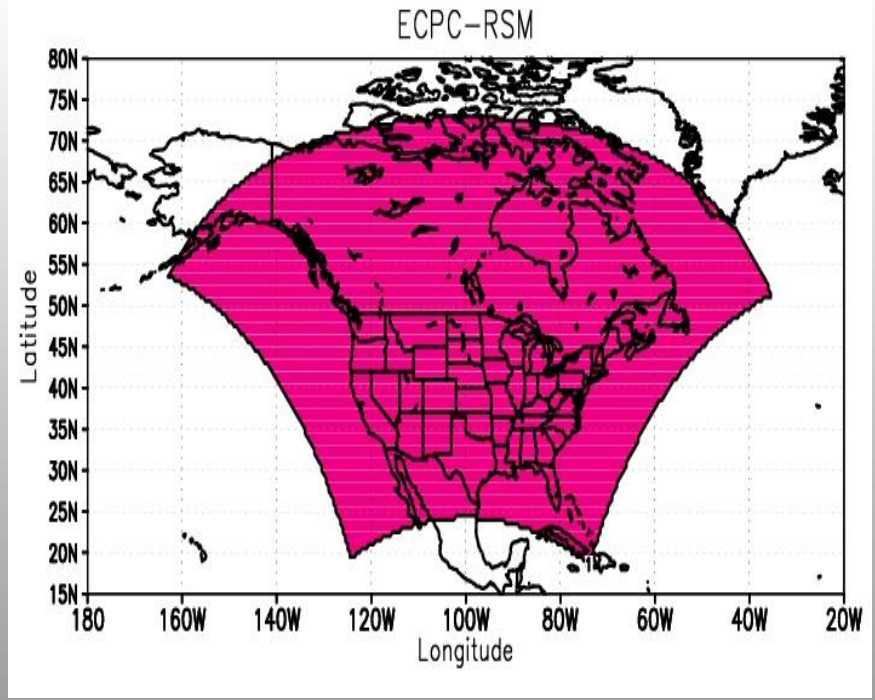 ECPC-RSM
80N
75N
70N
65N
60N
55N
50N
45N
40N
35N
30N
25N
20N
15N
Latitude
180 160W 140W 120W 100W 80W 60W 40W 20W
Longitude